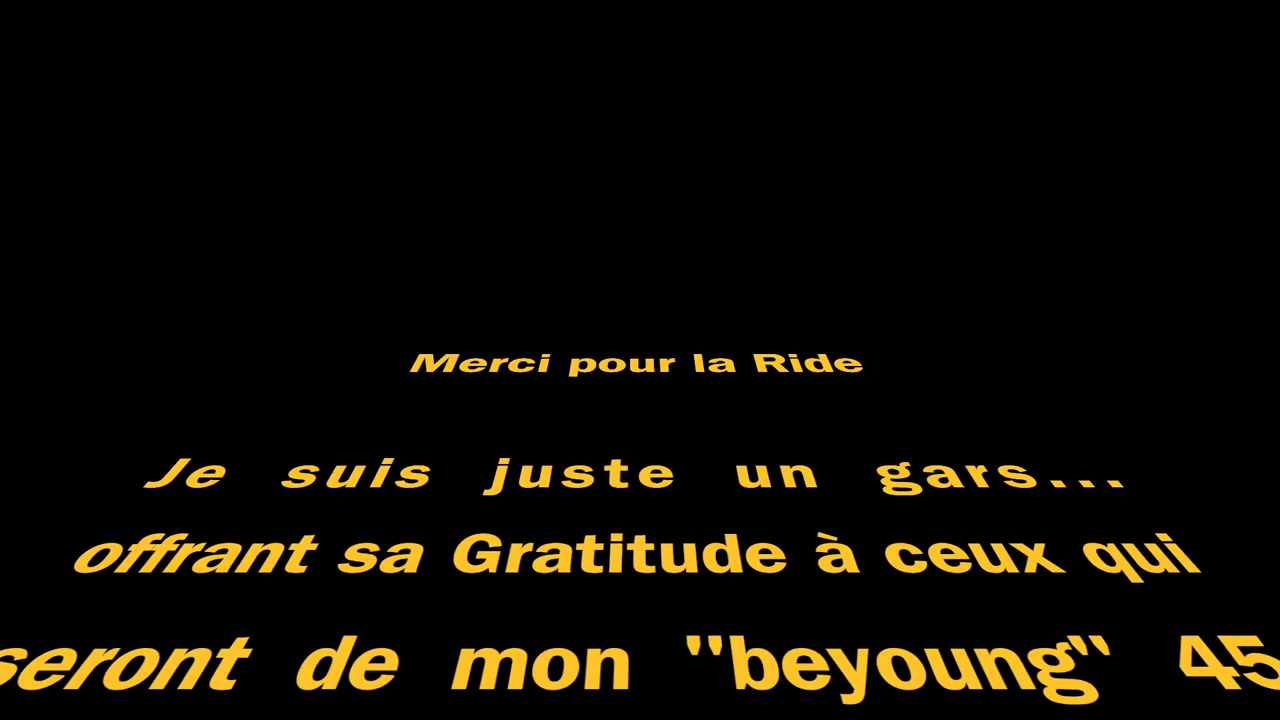 Merci pour la Ride
Je suis juste un gars...
offrant sa Gratitude à ceux qui
seront de mon "beyoung" 45